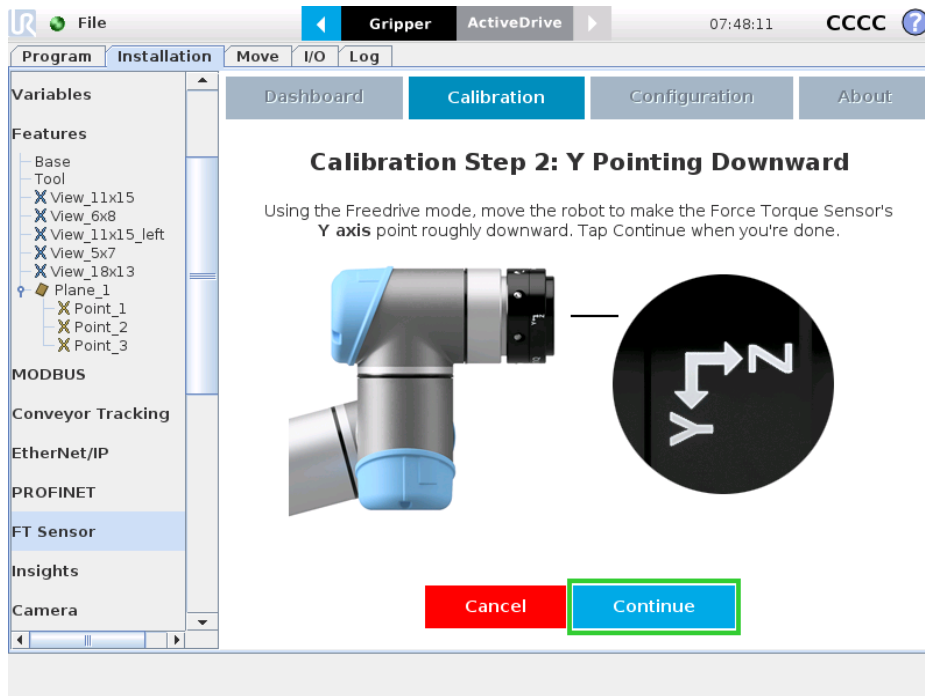 UR File Gripper ActiveDrive 07:48:11 CCCC ?
Program Installation Move I/O Log
Variables
Features
Base
Tool
View_11x15
View_6x8
View_11x15_left
View_5x7
View_18x13
Plane_1
Point_1
Point_2
Point_3
MODBUS
Conveyor Tracking
EtherNet/IP
PROFINET
FT Sensor
Insights
Camera
Dashboard Calibration Configuration About
Calibration Step 2: Y Pointing Downward
Using the Freedrive mode, move the robot to make the Force Torque Sensor's
Y axis point roughly downward. Tap Continue when you're done.
Z
Y
Cancel Continue